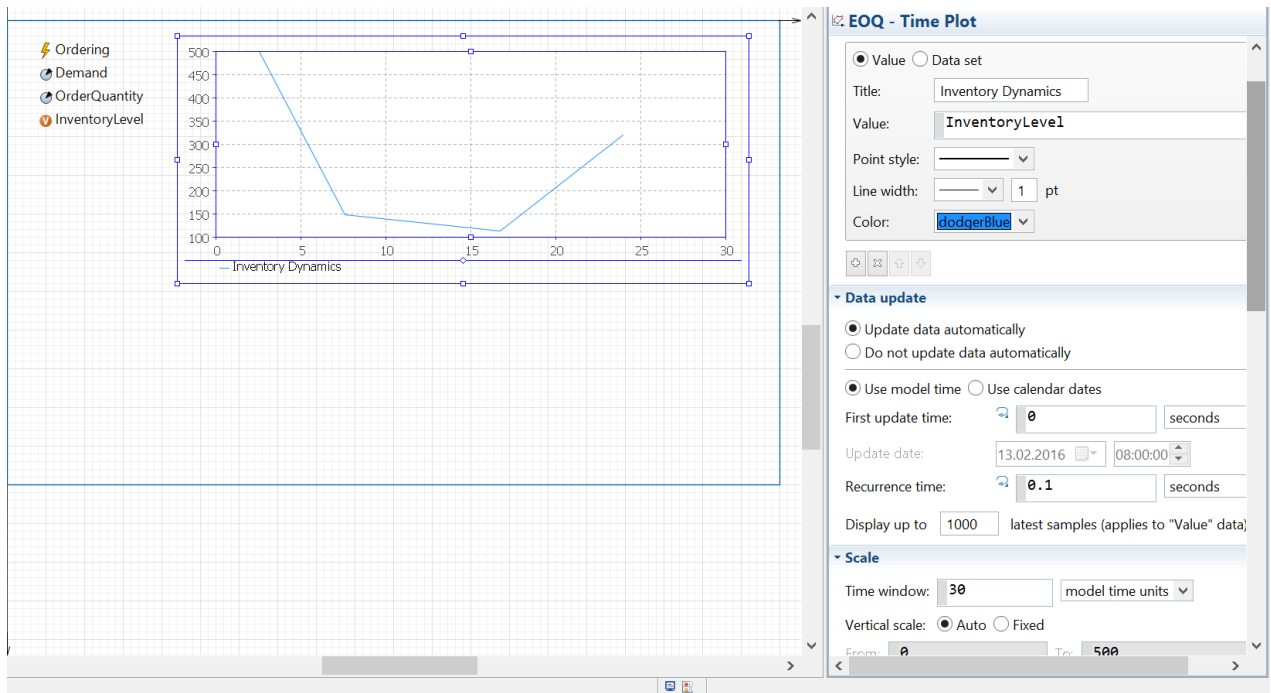 Ordering
Demand
OrderQuantity
V InventoryLevel
500
450
400
350
300
250
200
150
100
0 5 10 15 20 25 30
Inventory Dynamics
EOQ - Time Plot
Value Data set
Title: Inventory Dynamics
Value: InventoryLevel
Point style:
Line width: 1 pt
Color: dodgerBlue
Data update
Update data automatically
Do not update data automatically
Use model time Use calendar dates
First update time: 0 seconds
Update date: 13.02.2016 08:00:00
Recurrence time: 0.1 seconds
Display up to 1000 latest samples (applies to "Value" data)
Scale
Time window: 30 model time units
Vertical scale: Auto Fixed
From: 0 To: 500